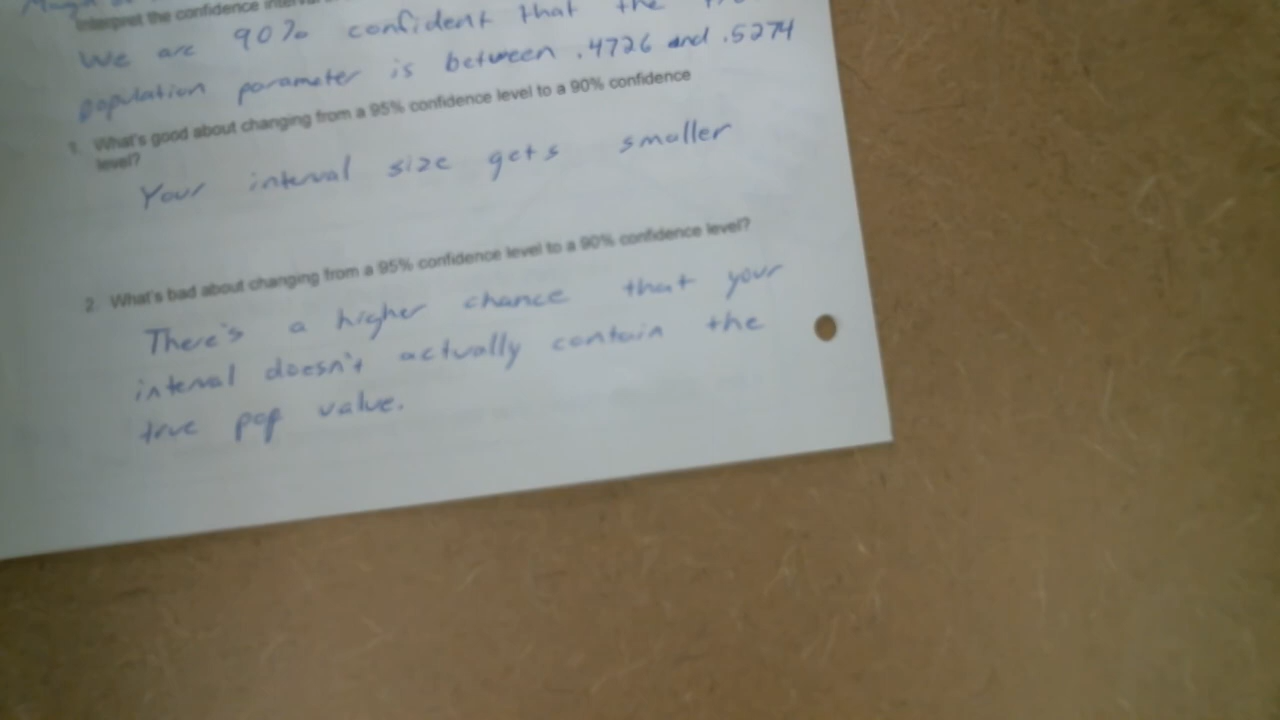 Interpret the confidence
We are 90% confident that the
population parameter is between .4726 and .5274
1. What's good about changing from a 95% confidence level to a 90% confidence
level?
Your interval size gets smaller
2. What's bad about changing from a 95% confidence level to a 90% confidence level?
There's a higher chance that your
interval doesn't actually contain the
true pop value.